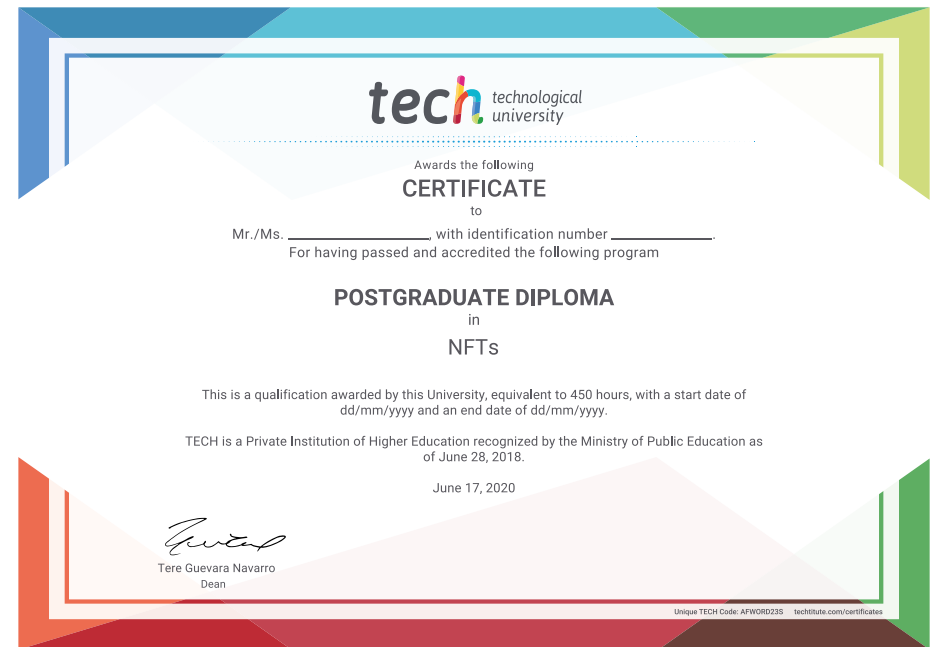 tech technological
university
Awards the following
CERTIFICATE
to
Mr./Ms. ____________________, with identification number ______________.
For having passed and accredited the following program
POSTGRADUATE DIPLOMA
in
NFTs
This is a qualification awarded by this University, equivalent to 450 hours, with a start date of
dd/mm/yyyy and an end date of dd/mm/yyyy.
TECH is a Private Institution of Higher Education recognized by the Ministry of Public Education as
of June 28, 2018.
June 17, 2020
Tere Guevara Navarro
Dean
Unique TECH Code: AFWORD23S techtitute.com/certificates